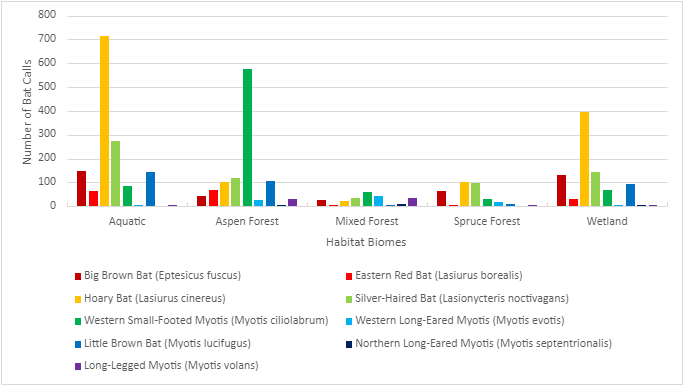 800
700
600
500
400
300
200
100
0
Number of Bat Calls
Aquatic
Aspen Forest
Mixed Forest
Spruce Forest
Wetland
Habitat Biomes
Big Brown Bat (Eptesicus fuscus)
Eastern Red Bat (Lasiurus borealis)
Hoary Bat (Lasiurus cinereus)
Silver-Haired Bat (Lasionycteris noctivagans)
Western Small-Footed Myotis (Myotis ciliolabrum)
Western Long-Eared Myotis (Myotis evotis)
Little Brown Bat (Myotis lucifugus)
Northern Long-Eared Myotis (Myotis septentrionalis)
Long-Legged Myotis (Myotis volans)